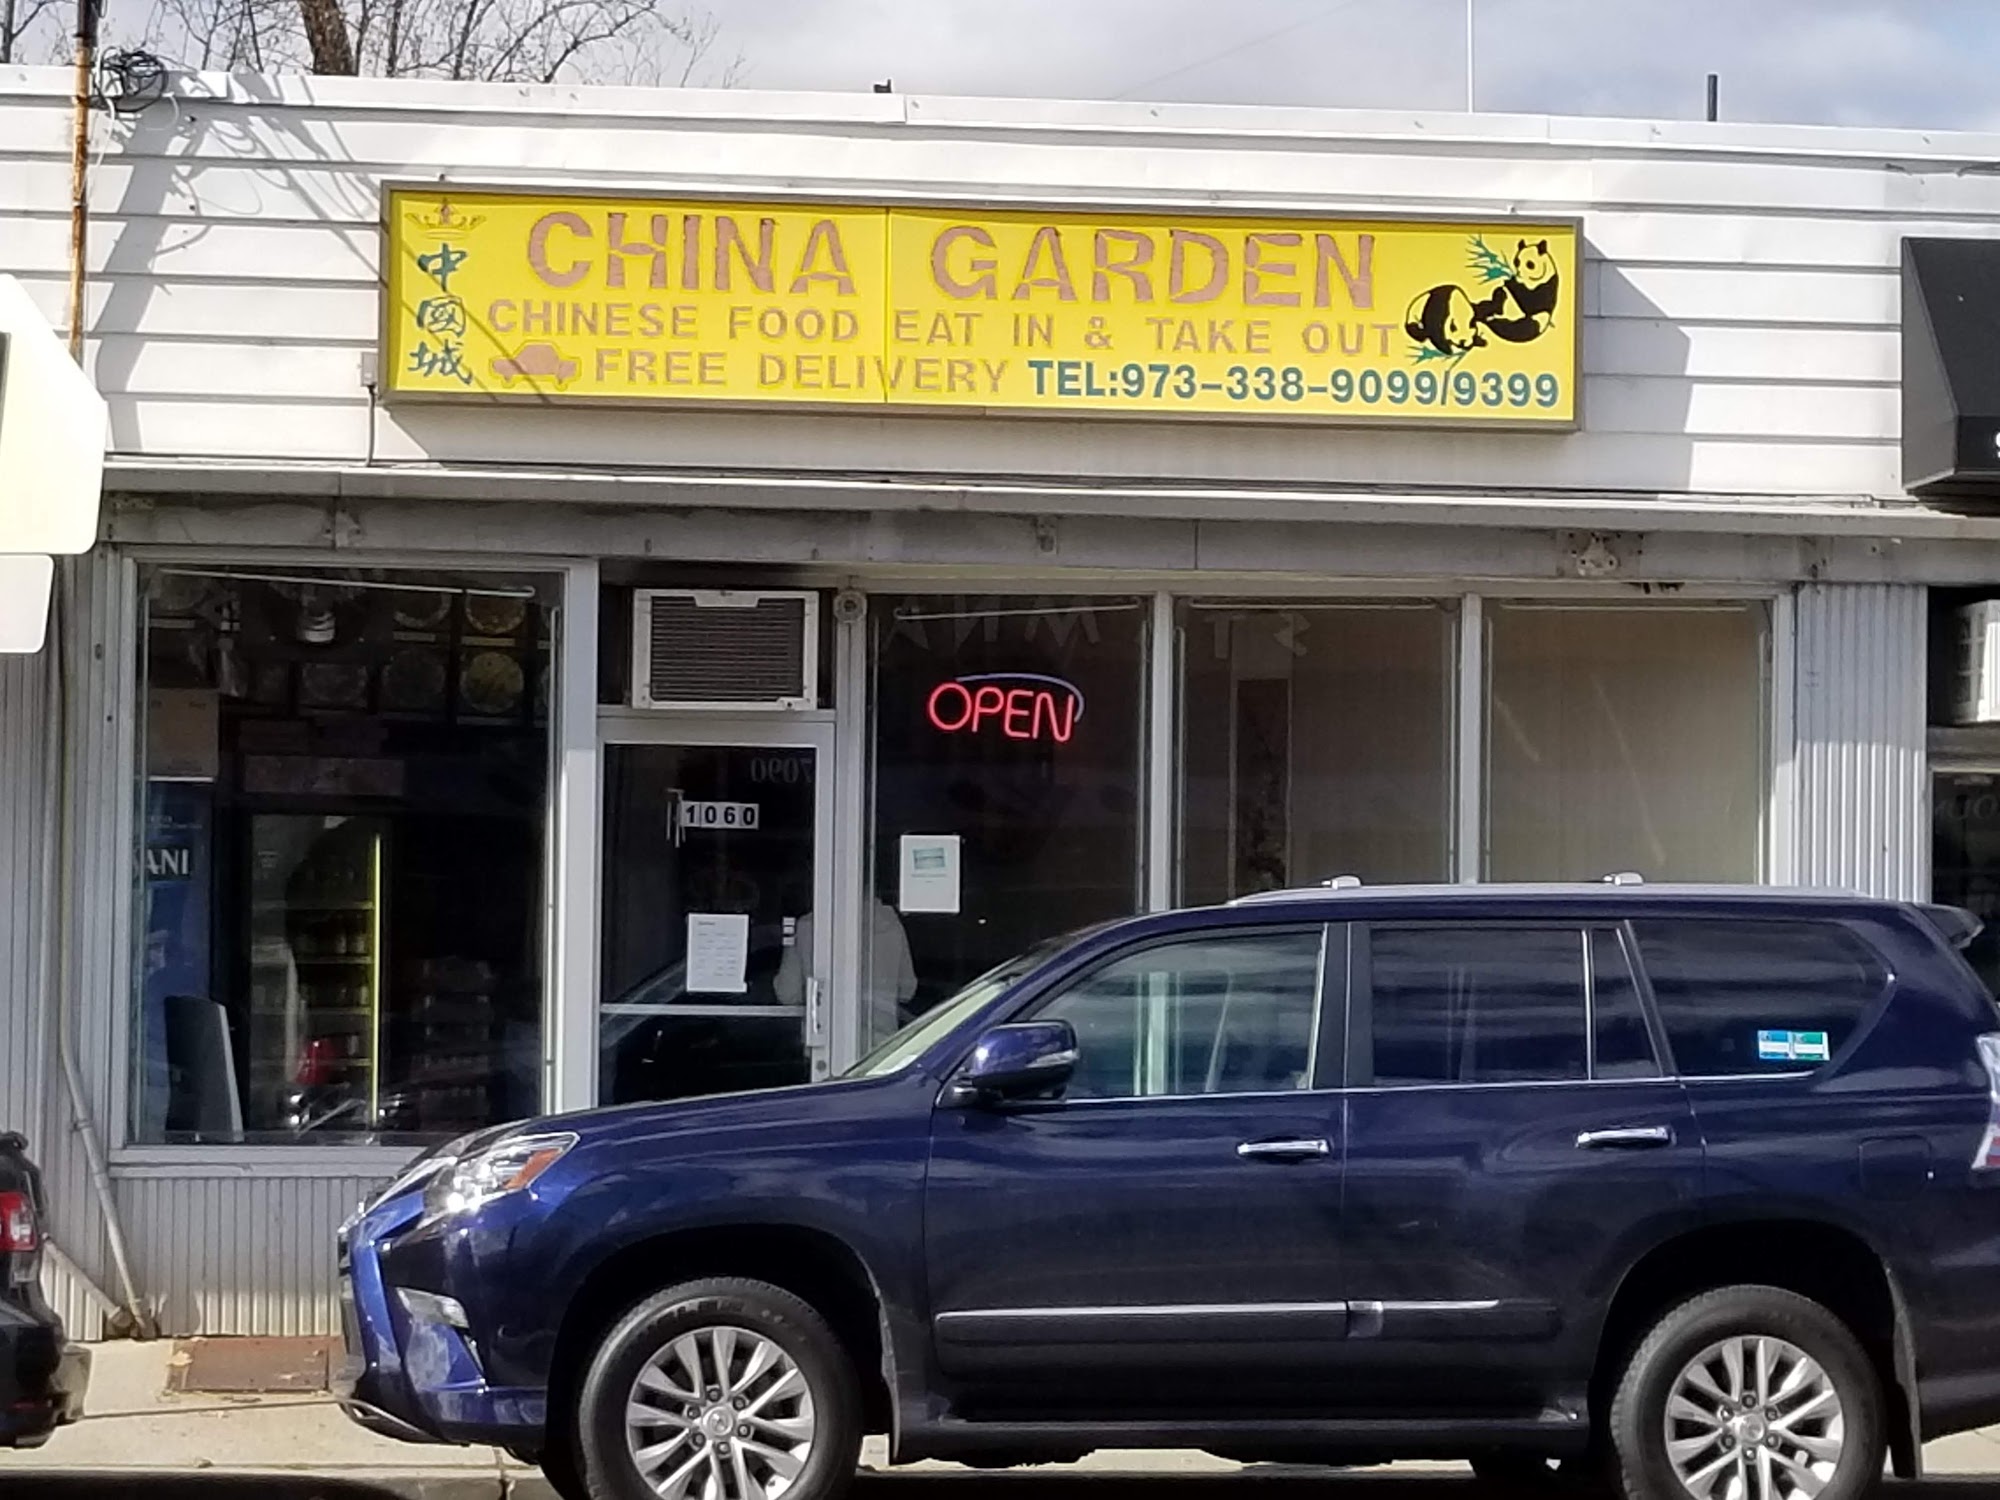 中國城
CHINA GARDEN
CHINESE FOOD EAT IN & TAKE OUT
FREE DELIVERY TEL:973-338-9099/9399
OPEN
1060
ANI